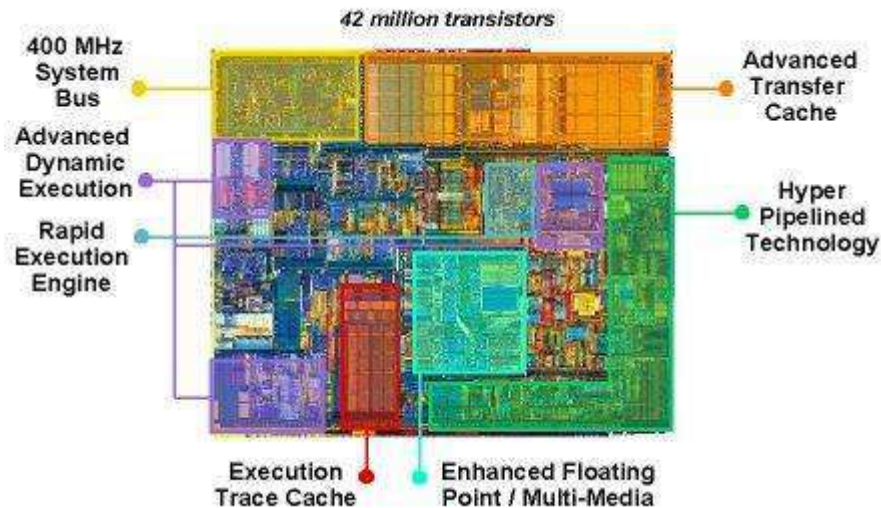 42 million transistors
400 MHz
System
Bus
Advanced
Transfer
Cache
Advanced
Dynamic
Execution
Hyper
Pipelined
Technology
Rapid
Execution
Engine
Execution
Trace Cache
Enhanced Floating
Point / Multi-Media